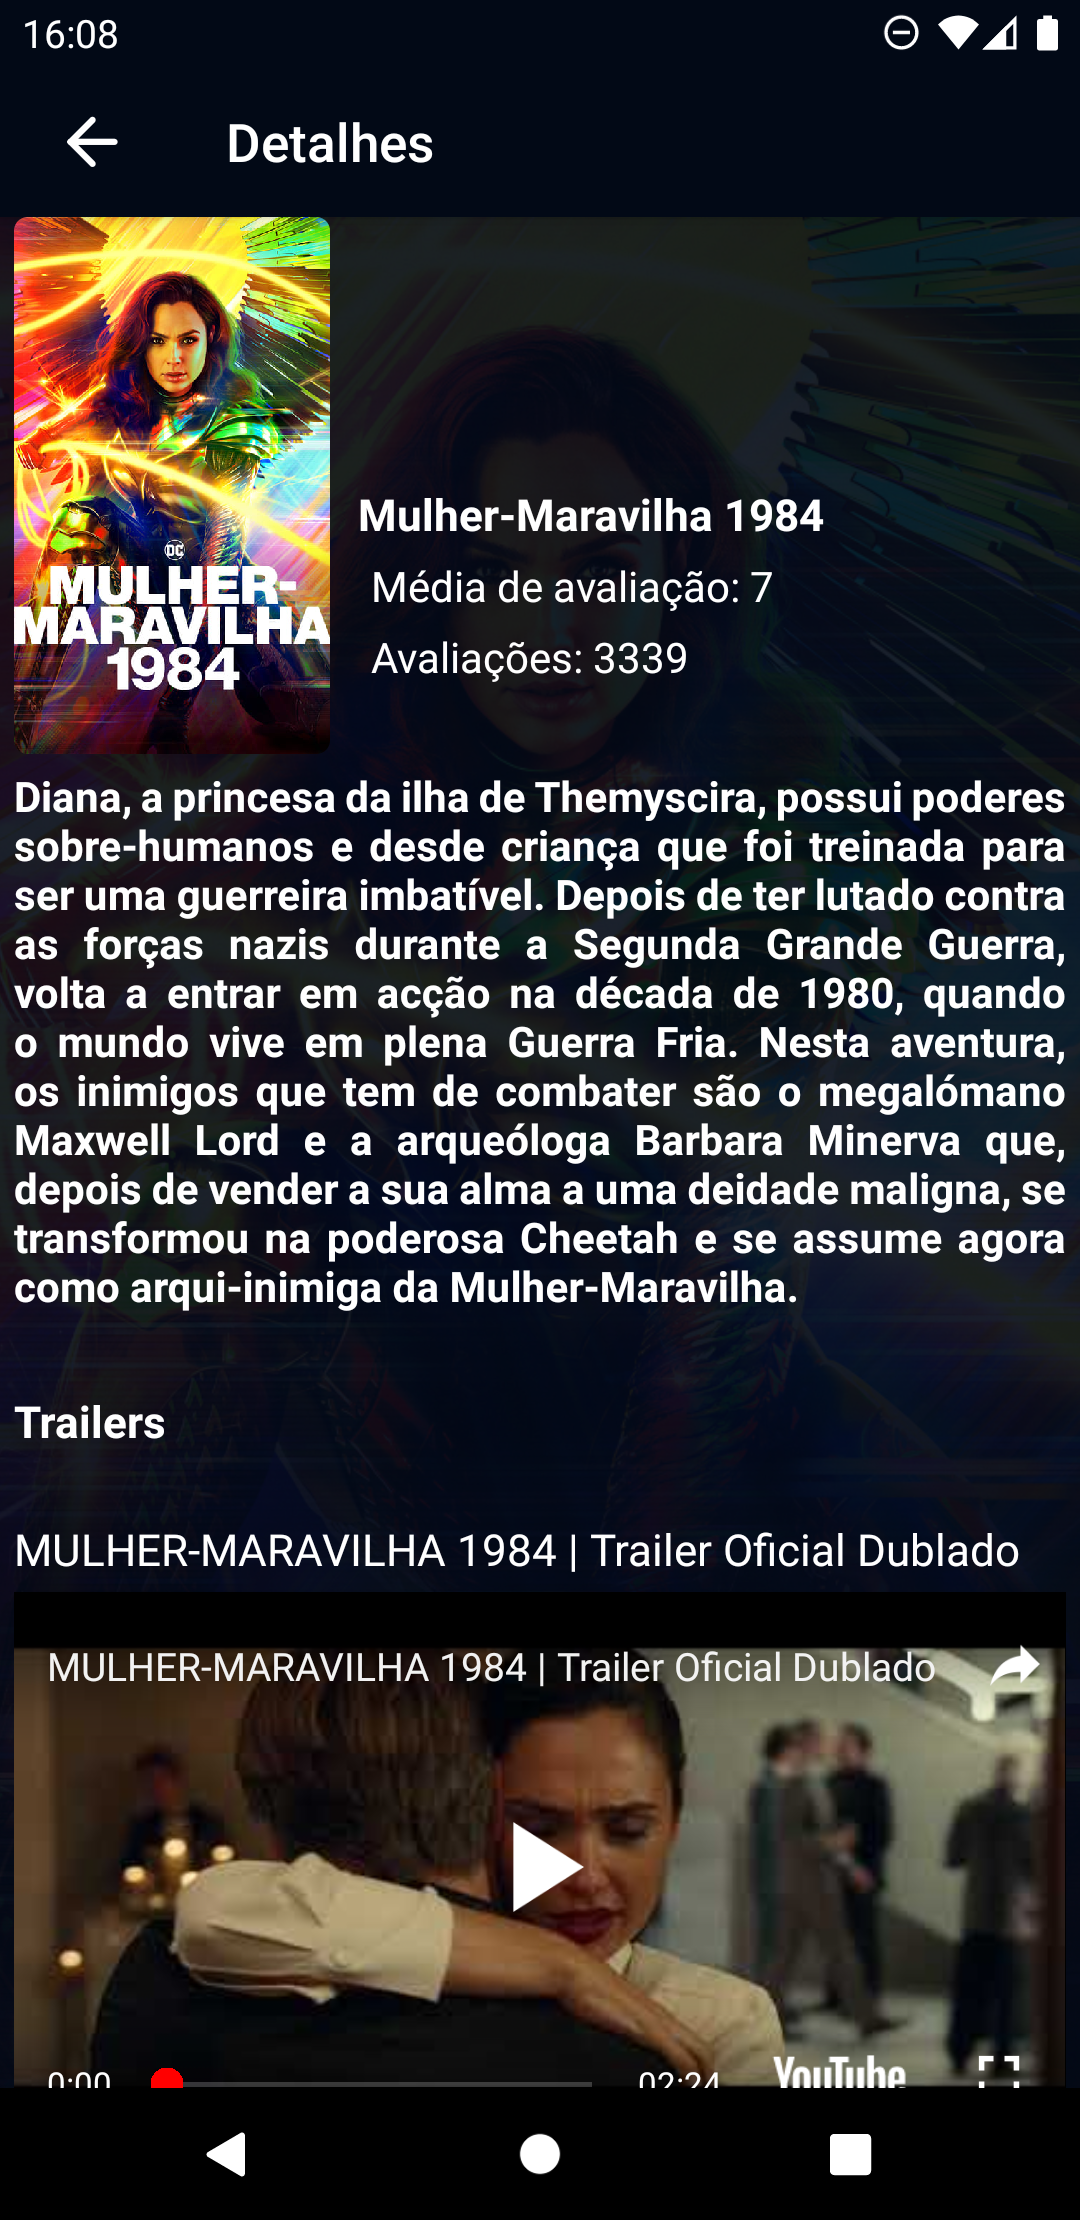 16:08
Detalhes
DC
MULHER-
MARAVILHA
1984
Mulher-Maravilha 1984
Média de avaliação: 7
Avaliações: 3339
Diana, a princesa da ilha de Themyscira, possui poderes
sobre-humanos e desde criança que foi treinada para
ser uma guerreira imbatível. Depois de ter lutado contra
as forças nazis durante a Segunda Grande Guerra,
volta a entrar em acção na década de 1980, quando
o mundo vive em plena Guerra Fria. Nesta aventura,
os inimigos que tem de combater são o megalómano
Maxwell Lord e a arqueóloga Barbara Minerva que,
depois de vender a sua alma a uma deidade maligna, se
transformou na poderosa Cheetah e se assume agora
como arqui-inimiga da Mulher-Maravilha.
Trailers
MULHER-MARAVILHA 1984 | Trailer Oficial Dublado
MULHER-MARAVILHA 1984 | Trailer Oficial Dublado
0:00
02:24
YouTube